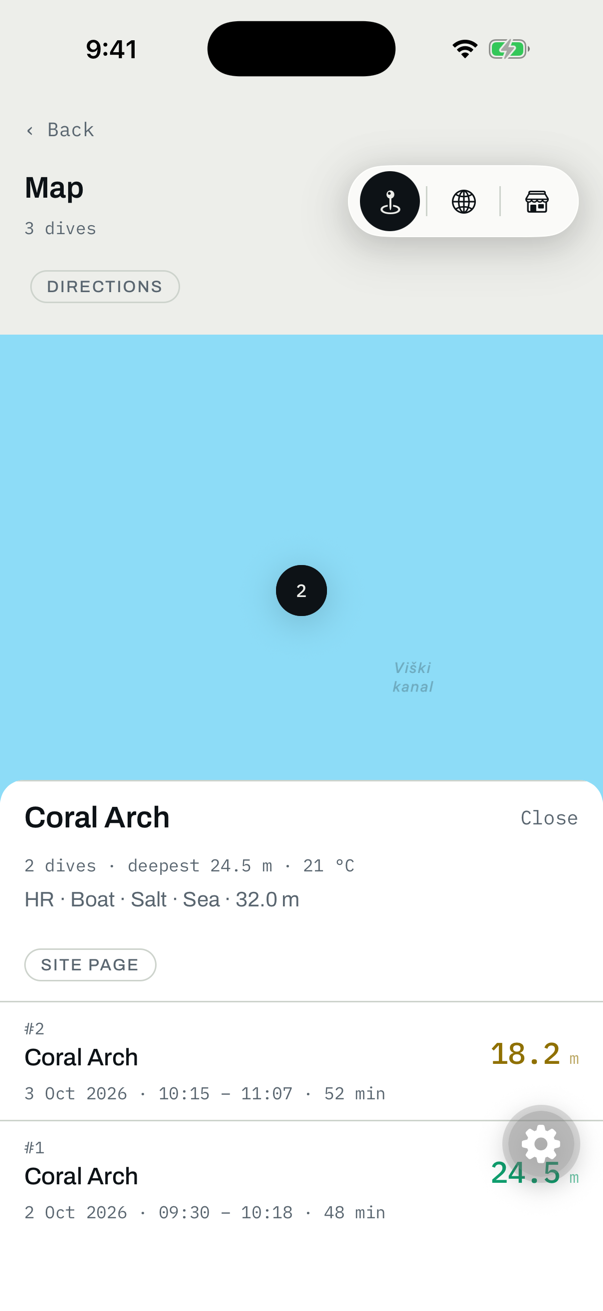 9:41
‹ Back
Map
3 dives
DIRECTIONS
2
Viški
kanal
Coral Arch
Close
2 dives · deepest 24.5 m · 21 °C
HR · Boat · Salt · Sea · 32.0 m
SITE PAGE
#2
Coral Arch
18.2 m
3 Oct 2026 · 10:15 – 11:07 · 52 min
#1
Coral Arch
24.5 m
2 Oct 2026 · 09:30 – 10:18 · 48 min